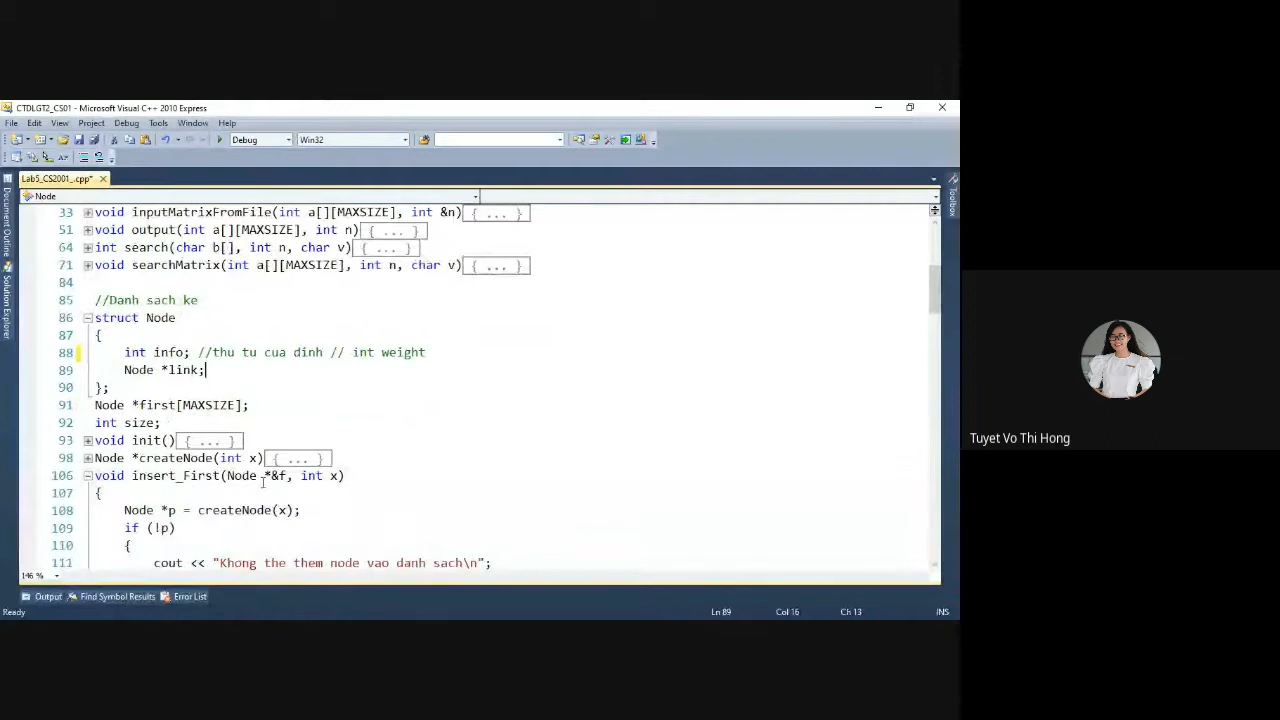 CTDLGT2_CS01 - Microsoft Visual C++ 2010 Express
File Edit View Project Debug Tools Window Help
Debug Win32
Lab5_CS2001_.cpp* ×
Node
Document Outline
Solution Explorer
Toolbox
33 void inputMatrixFromFile(int a[][MAXSIZE], int &n){ ... }
51 void output(int a[][MAXSIZE], int n){ ... }
64 int search(char b[], int n, char v){ ... }
71 void searchMatrix(int a[][MAXSIZE], int n, char v){ ... }
84
85 //Danh sach ke
86 struct Node
87 {
88 int info; //thu tu cua dinh // int weight
89 Node *link;
90 };
91 Node *first[MAXSIZE];
92 int size;
93 void init(){ ... }
98 Node *createNode(int x){ ... }
106 void insert_First(Node *&f, int x)
107 {
108 Node *p = createNode(x);
109 if (!p)
110 {
111 cout << "Khong the them node vao danh sach\n";
146 %
Output Find Symbol Results Error List
Ready Ln 89 Col 16 Ch 13 INS
Tuyet Vo Thi Hong